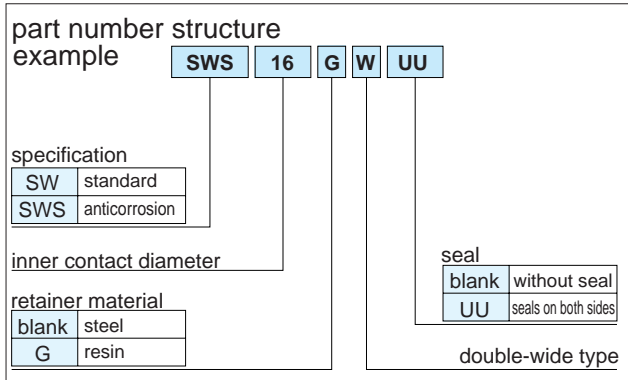 part number structure
example
SWS 16 G W UU
specification
SW standard
SWS anticorrosion
inner contact diameter
retainer material
blank steel
G resin
seal
blank without seal
UU seals on both sides
double-wide type